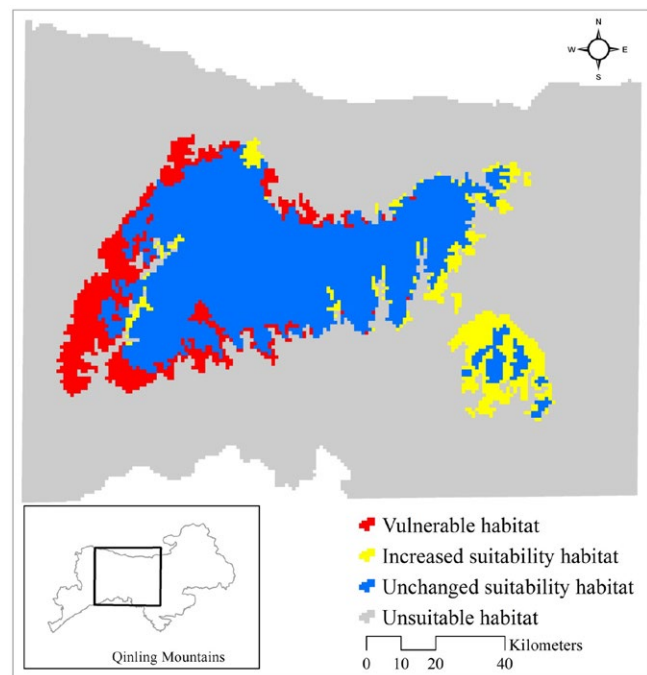 N
W E
S
Vulnerable habitat
Increased suitability habitat
Unchanged suitability habitat
Unsuitable habitat
Kilometers
0 10 20 40
Qinling Mountains